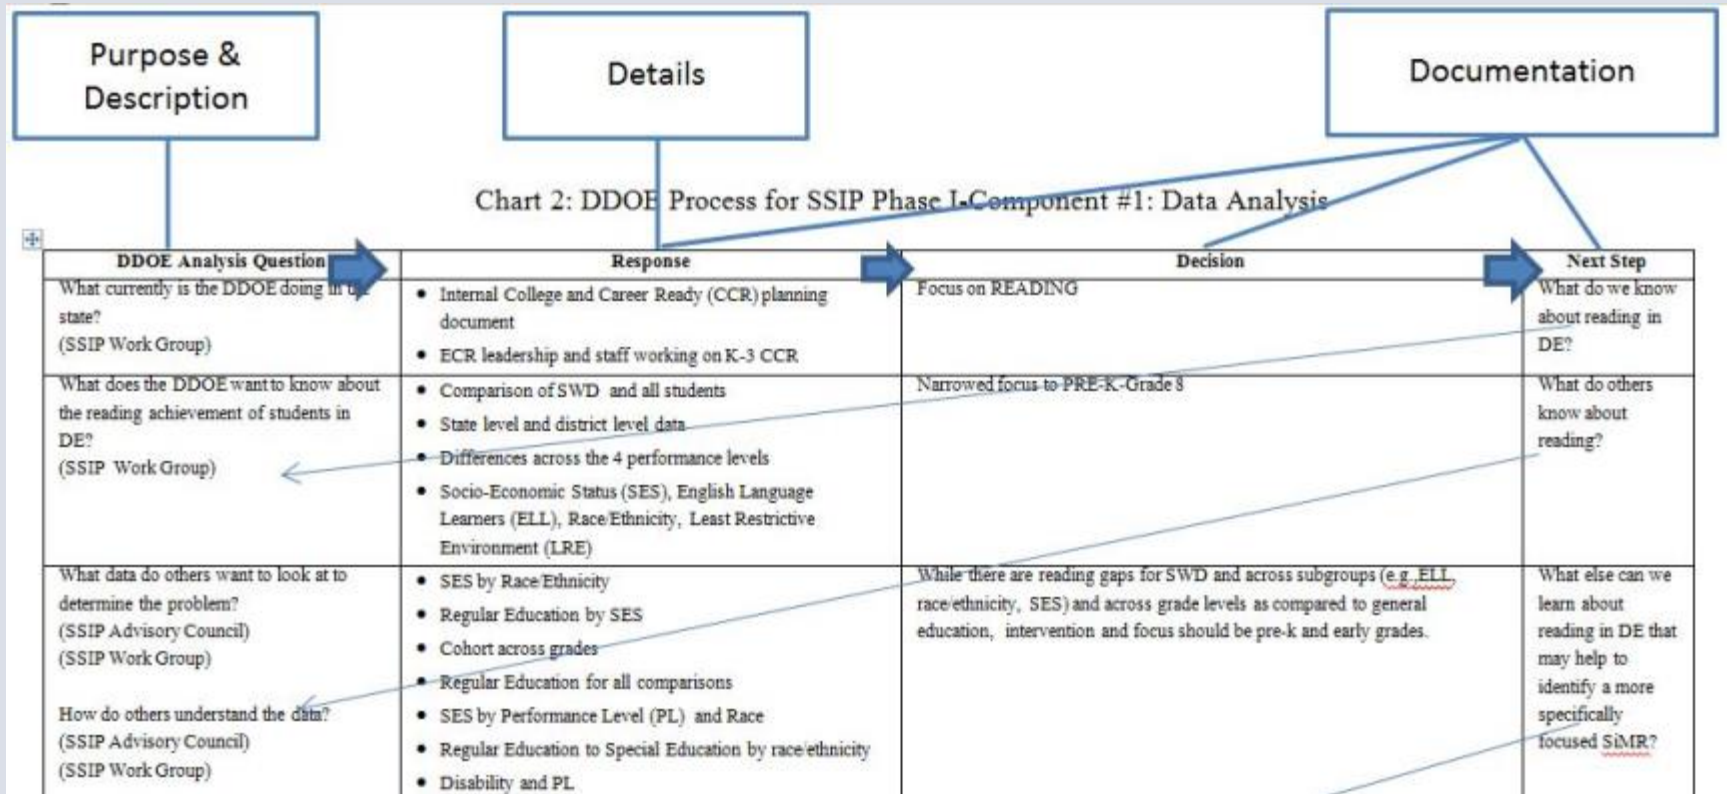 Purpose &
Description
Details
Documentation
Chart 2: DDOE Process for SSIP Phase I-Component #1: Data Analysis
DDOE Analysis Question
Response
Decision
Next Step
What currently is the DDOE doing in the
state?
(SSIP Work Group)
• Internal College and Career Ready (CCR) planning
document
• ECR leadership and staff working on K-3 CCR
Focus on READING
What do we know
about reading in
DE?
What does the DDOE want to know about
the reading achievement of students in
DE?
(SSIP Work Group)
• Comparison of SWD and all students
• State level and district level data
• Differences across the 4 performance levels
• Socio-Economic Status (SES), English Language
Learners (ELL), Race/Ethnicity, Least Restrictive
Environment (LRE)
Narrowed focus to PRE-K-Grade 8
What do others
know about
reading?
What data do others want to look at to
determine the problem?
(SSIP Advisory Council)
(SSIP Work Group)
How do others understand the data?
(SSIP Advisory Council)
(SSIP Work Group)
• SES by Race/Ethnicity
• Regular Education by SES
• Cohort across grades
• Regular Education for all comparisons
• SES by Performance Level (PL) and Race
• Regular Education to Special Education by race/ethnicity
• Disability and PL
While there are reading gaps for SWD and across subgroups (e.g.,ELL,
race/ethnicity, SES) and across grade levels as compared to general
education, intervention and focus should be pre-k and early grades.
What else can we
learn about
reading in DE that
may help to
identify a more
specifically
focused SiMR?